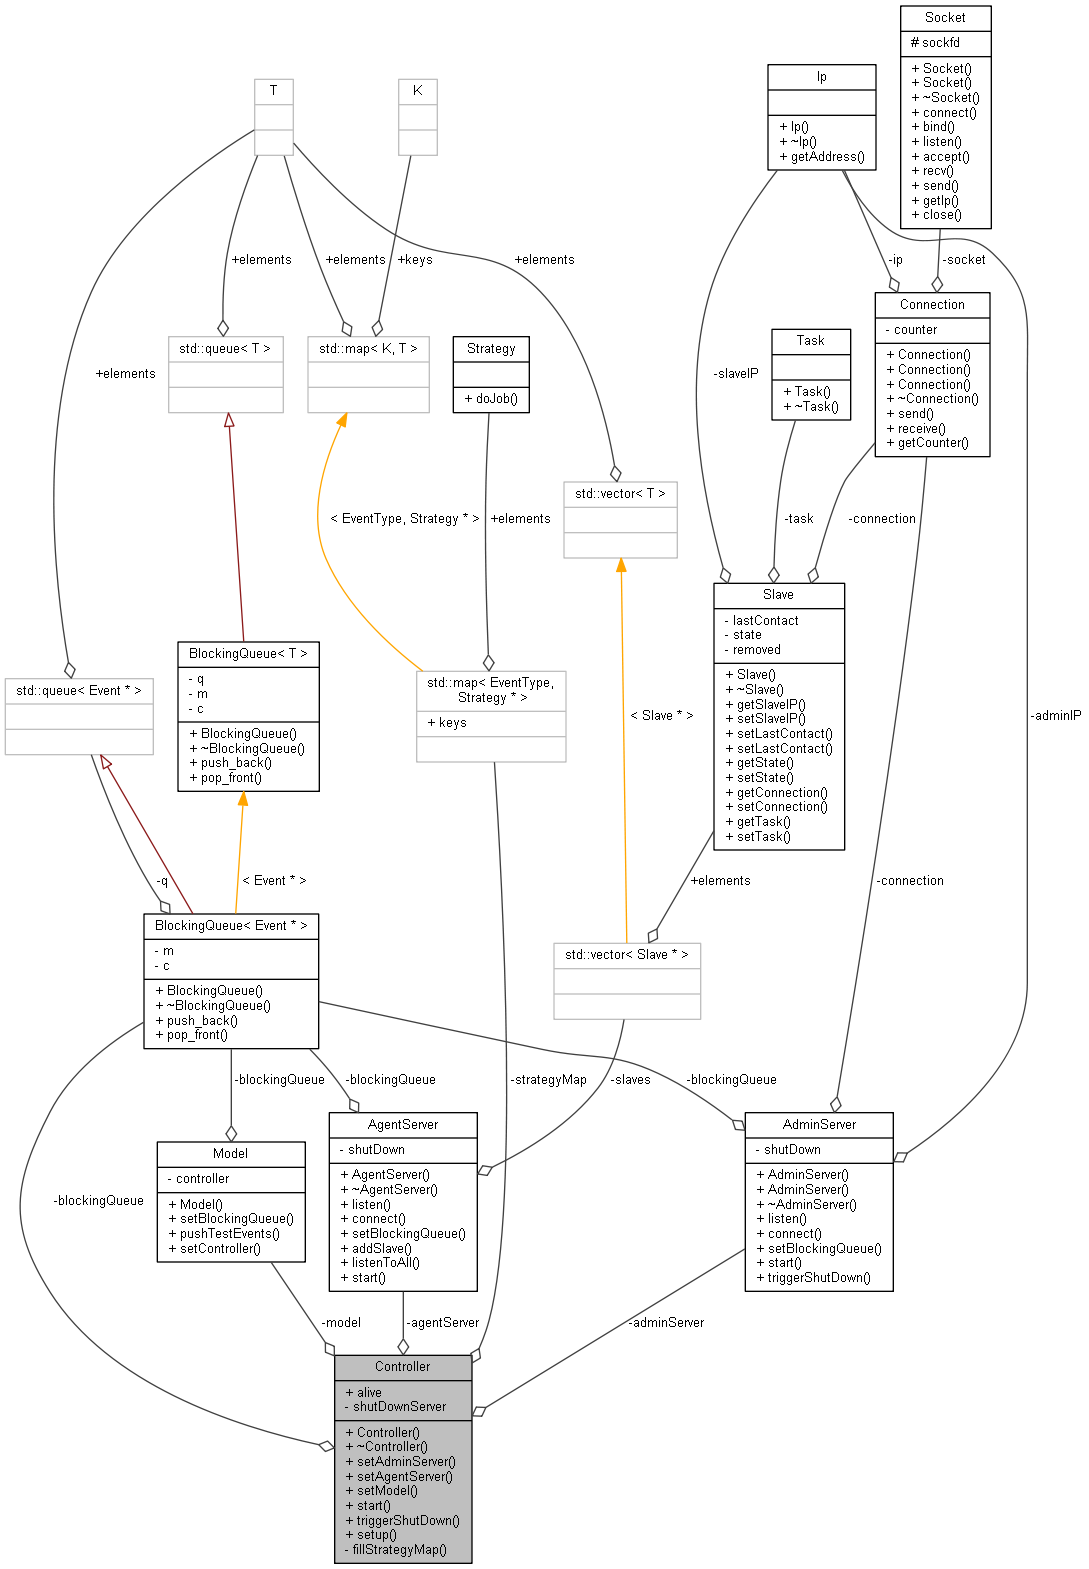 Socket
# sockfd
+ Socket()
+ Socket()
+ ~Socket()
+ connect()
+ bind()
+ listen()
+ accept()
+ recv()
+ send()
+ getIp()
+ close()
Ip
+ Ip()
+ ~Ip()
+ getAddress()
T
K
+elements
+elements
+keys
+elements
-ip
-socket
+elements
Connection
- counter
+ Connection()
+ Connection()
+ Connection()
+ ~Connection()
+ send()
+ receive()
+ getCounter()
std::queue< T >
std::map< K, T >
Strategy
+ doJob()
Task
+ Task()
+ ~Task()
-slaveIP
std::vector< T >
< EventType, Strategy * >
+elements
-task
-connection
Slave
- lastContact
- state
- removed
+ Slave()
+ ~Slave()
+ getSlaveIP()
+ setSlaveIP()
+ setLastContact()
+ setLastContact()
+ getState()
+ setState()
+ getConnection()
+ setConnection()
+ getTask()
+ setTask()
BlockingQueue< T >
- q
- m
- c
+ BlockingQueue()
+ ~BlockingQueue()
+ push_back()
+ pop_front()
std::queue< Event * >
std::map< EventType,
Strategy * >
+ keys
< Slave * >
-adminIP
-q
< Event * >
+elements
-connection
BlockingQueue< Event * >
- m
- c
+ BlockingQueue()
+ ~BlockingQueue()
+ push_back()
+ pop_front()
std::vector< Slave * >
-blockingQueue
-blockingQueue
-strategyMap
-slaves
-blockingQueue
Model
- controller
+ Model()
+ setBlockingQueue()
+ pushTestEvents()
+ setController()
AgentServer
- shutDown
+ AgentServer()
+ ~AgentServer()
+ listen()
+ connect()
+ setBlockingQueue()
+ addSlave()
+ listenToAll()
+ start()
AdminServer
- shutDown
+ AdminServer()
+ AdminServer()
+ ~AdminServer()
+ listen()
+ connect()
+ setBlockingQueue()
+ start()
+ triggerShutDown()
-blockingQueue
-model
-agentServer
-adminServer
Controller
+ alive
- shutDownServer
+ Controller()
+ ~Controller()
+ setAdminServer()
+ setAgentServer()
+ setModel()
+ start()
+ triggerShutDown()
+ setup()
- fillStrategyMap()